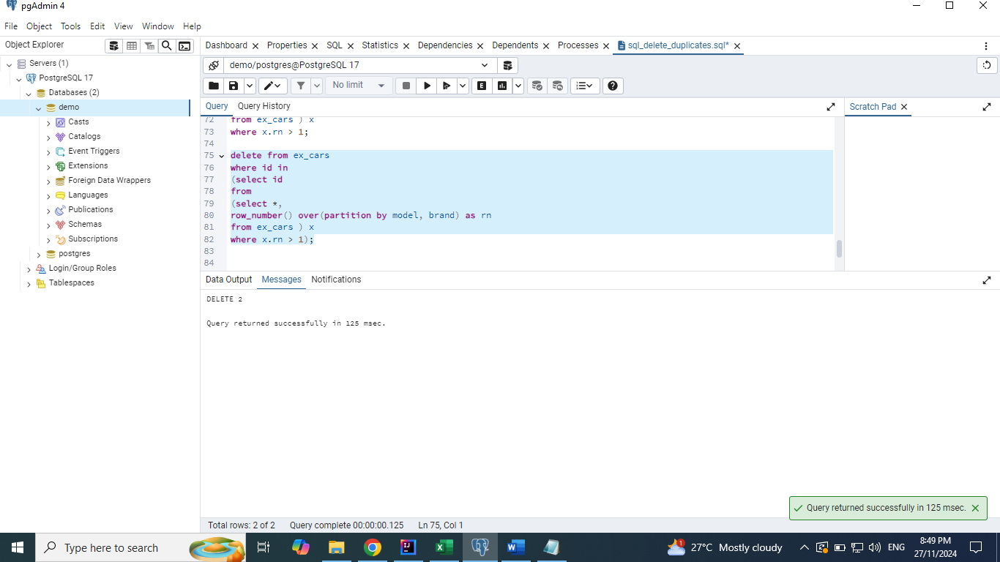 pgAdmin 4
File Object Tools Edit View Window Help
Object Explorer
Dashboard Properties SQL Statistics Dependencies Dependents Processes sql_delete_duplicates.sql*
Servers (1)
PostgreSQL 17
Databases (2)
demo
Casts
Catalogs
Event Triggers
Extensions
Foreign Data Wrappers
Languages
Publications
Schemas
Subscriptions
postgres
Login/Group Roles
Tablespaces
demo/postgres@PostgreSQL 17
No limit
E
Query Query History
Scratch Pad
72 from ex_cars ) x
73 where x.rn > 1;
74
75 delete from ex_cars
76 where id in
77 (select id
78 from
79 (select *,
80 row_number() over(partition by model, brand) as rn
81 from ex_cars ) x
82 where x.rn > 1);
83
84
Data Output Messages Notifications
DELETE 2
Query returned successfully in 125 msec.
Query returned successfully in 125 msec.
Total rows: 2 of 2 Query complete 00:00:00.125 Ln 75, Col 1
Type here to search
1
27°C Mostly cloudy
ENG
8:49 PM
27/11/2024